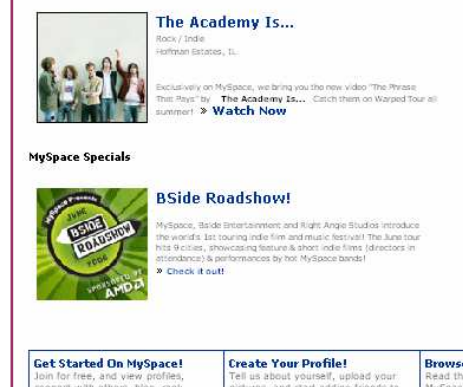 The Academy Is...
Rock / Indie
Hoffman Estates, IL
Exclusively on MySpace, we bring you the new video "The Phrase
That Pays" by The Academy Is... Catch them on Warped Tour all
summer! » Watch Now
MySpace Specials
MySpace Presents
JUNE
BSIDE
ROADSHOW
2006
SPONSORED BY
AMD
BSide Roadshow!
MySpace, Bside Entertainment and Right Angle Studios introduce
the world's 1st touring indie film and music festival! The June tour
hits 9 cities, showcasing feature & short indie films (directors in
attendance) & performances by hot MySpace bands!
» Check it out!
Get Started On MySpace!
Join for free, and view profiles,
Create Your Profile!
Tell us about yourself, upload your
Brows
Read th